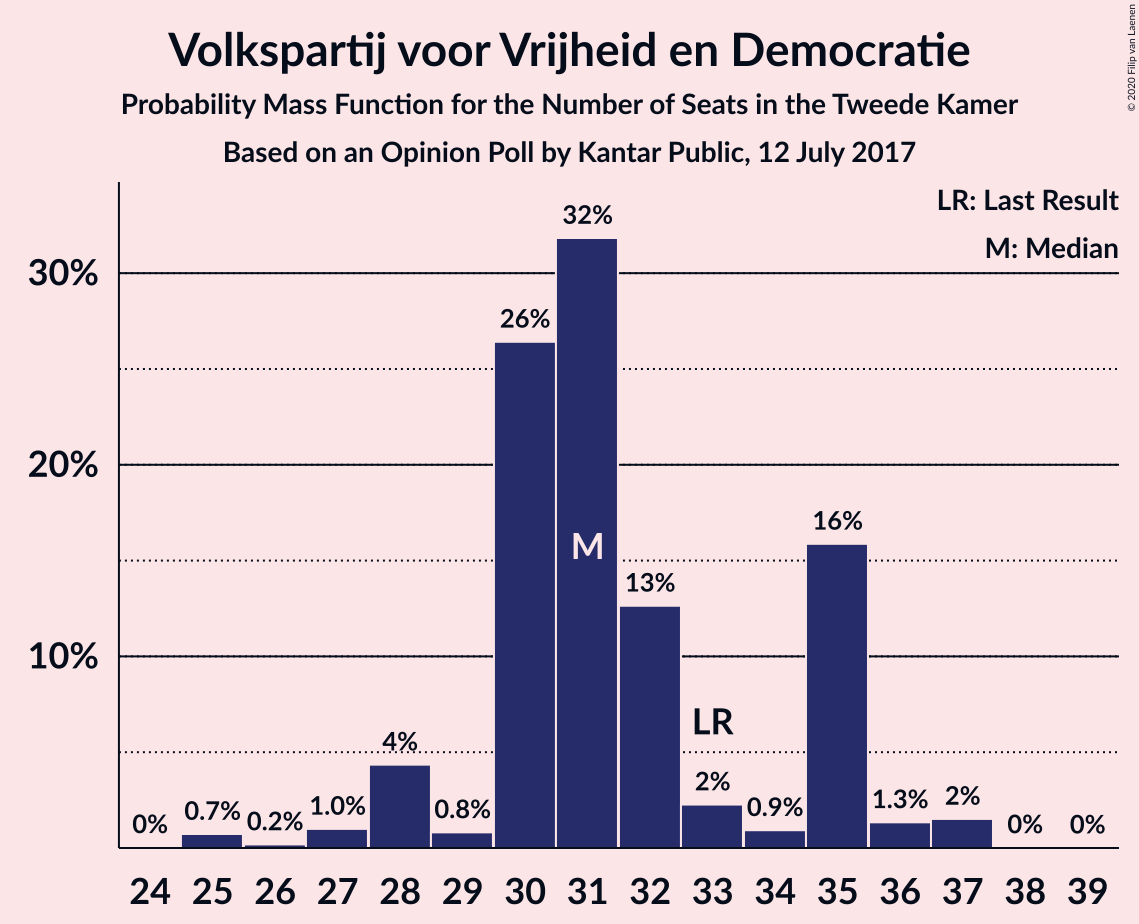 Volkspartij voor Vrijheid en Democratie
Probability Mass Function for the Number of Seats in the Tweede Kamer
Based on an Opinion Poll by Kantar Public, 12 July 2017
© 2020 Filip van Laenen
LR: Last Result
M: Median
30%
20%
10%
0%
0.7%
0.2%
1.0%
4%
0.8%
26%
32%
13%
2%
0.9%
16%
1.3%
2%
0%
0%
M
LR
24 25 26 27 28 29 30 31 32 33 34 35 36 37 38 39